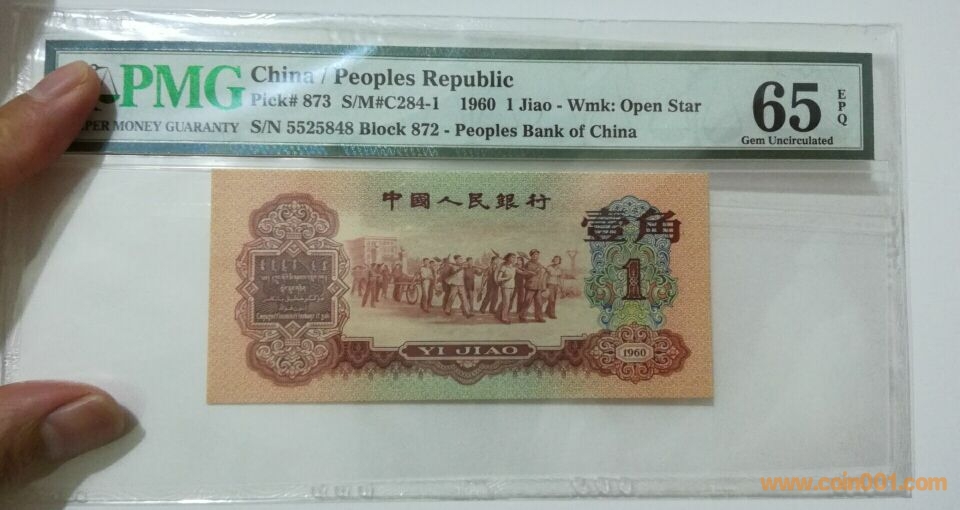 PMG
PAPER MONEY GUARANTY
China / Peoples Republic
Pick# 873 S/M#C284-1 1960 1 Jiao - Wmk: Open Star
S/N 5525848 Block 872 - Peoples Bank of China
65 EPQ
Gem Uncirculated
中國人民銀行
壹角
1
YI JIAO
1960
www.coin001.com